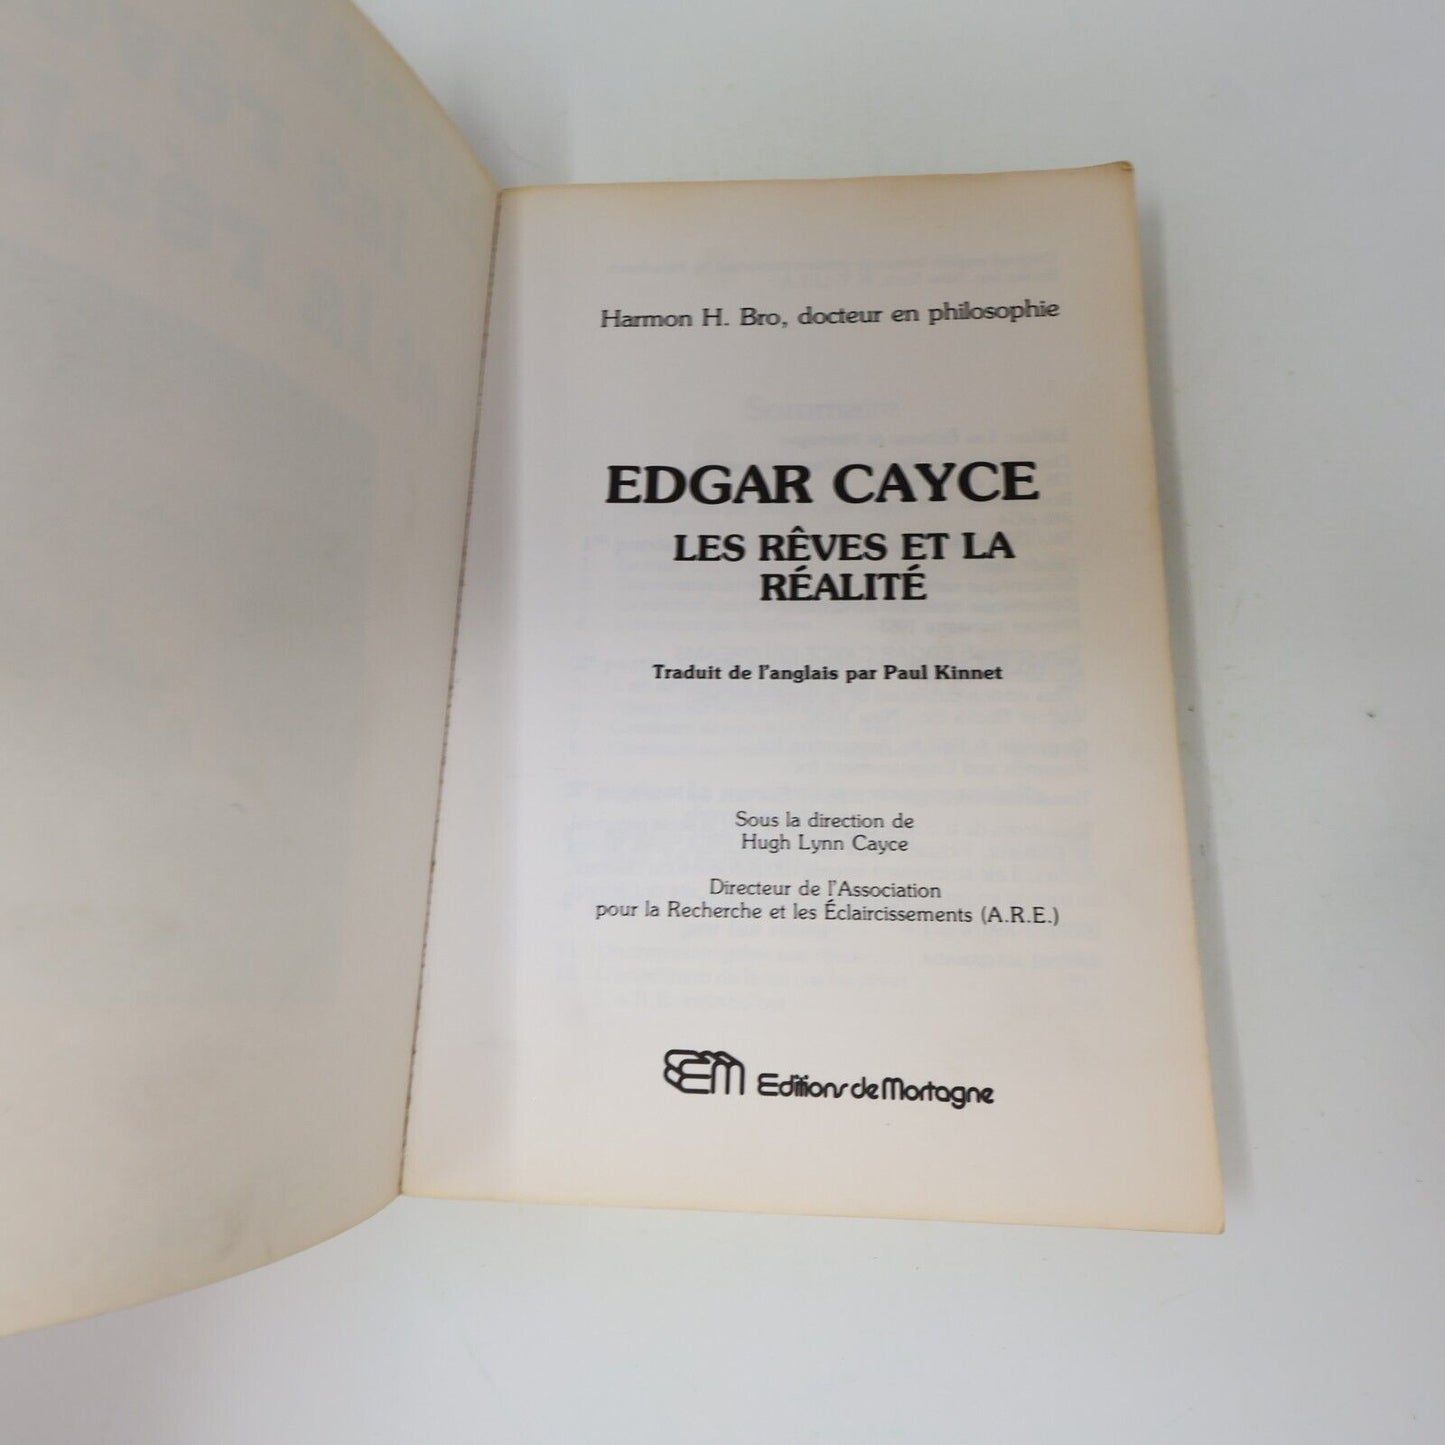 Harmon H. Bro, docteur en philosophie
EDGAR CAYCE
LES RÊVES ET LA
RÉALITÉ
Traduit de l'anglais par Paul Kinnet
Sous la direction de
Hugh Lynn Cayce
Directeur de l'Association
pour la Recherche et les Éclaircissements (A.R.E.)
EM Editions de Mortagne